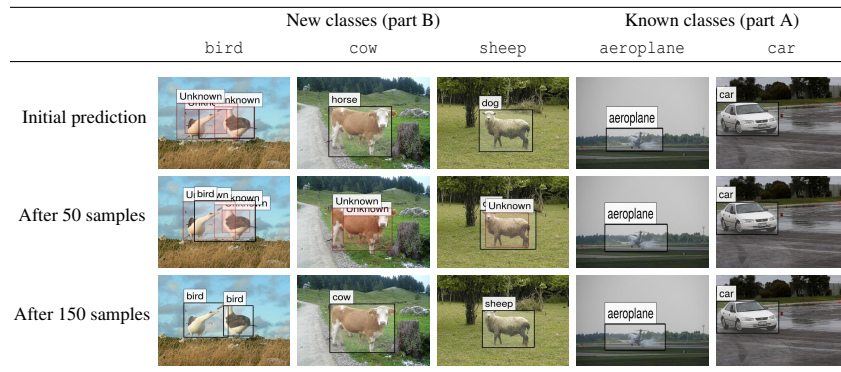 New classes (part B) Known classes (part A)
bird cow sheep aeroplane car
Initial prediction
Unknown
Unknown
horse
dog
aeroplane
car
After 50 samples
bird
Unknown
Unknown
Unknown
Unknown
aeroplane
car
After 150 samples
bird
bird
cow
sheep
aeroplane
car